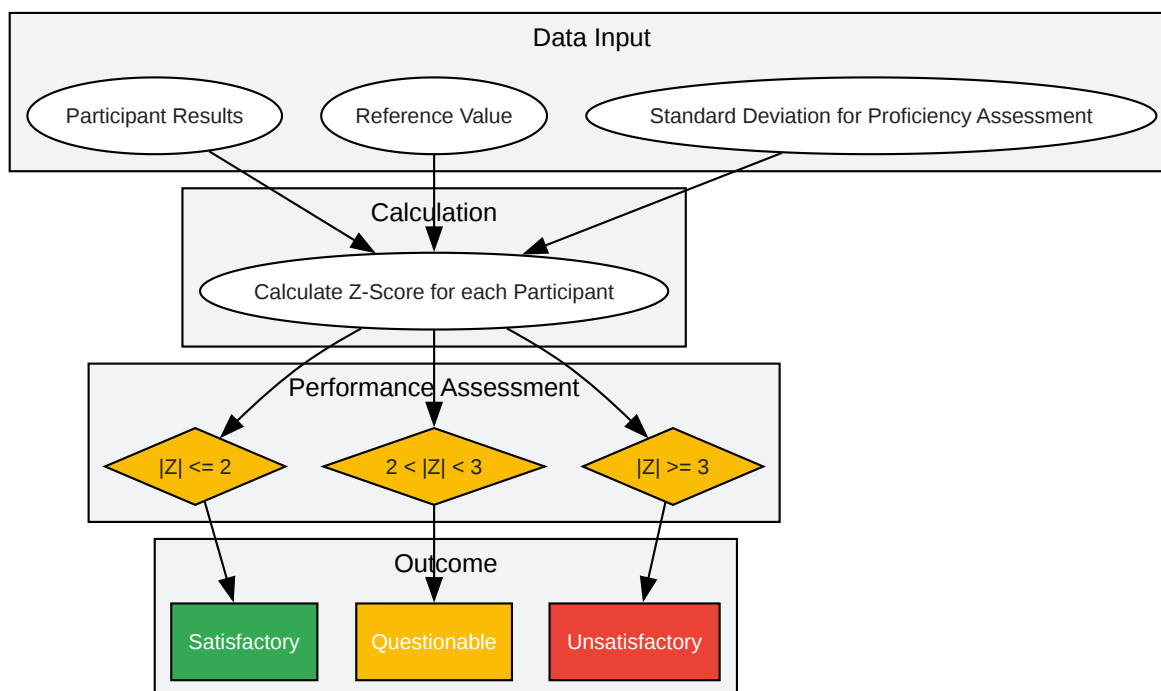 Data Input
Participant Results
Reference Value
Standard Deviation for Proficiency Assessment
Calculation
Calculate Z-Score for each Participant
Performance Assessment
|Z| <= 2
2 < |Z| < 3
|Z| >= 3
Outcome
Satisfactory
Questionable
Unsatisfactory